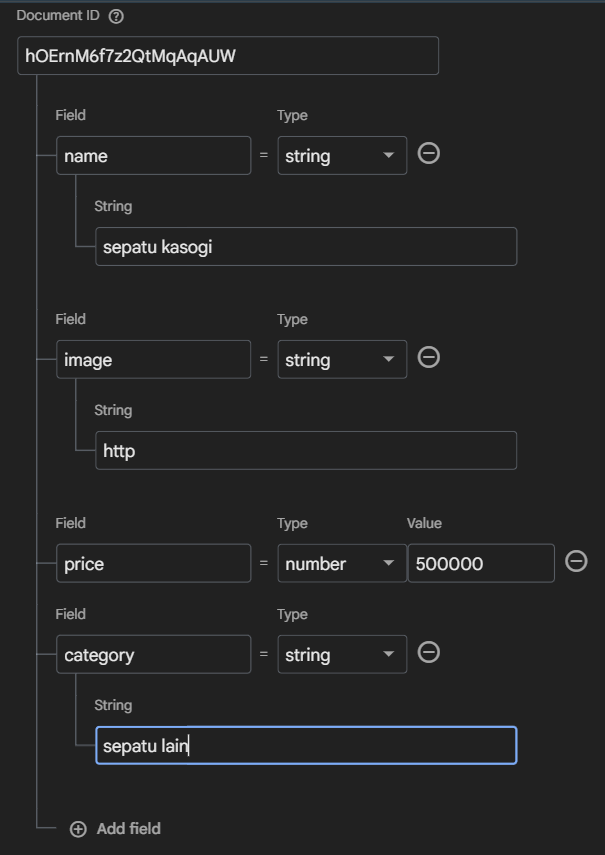 Document ID ?
hOErnM6f7z2QtMqAqAUW
Field Type
name = string
String
sepatu kasogi
Field Type
image = string
String
http
Field Type Value
price = number 500000
Field Type
category = string
String
sepatu lain
Add field